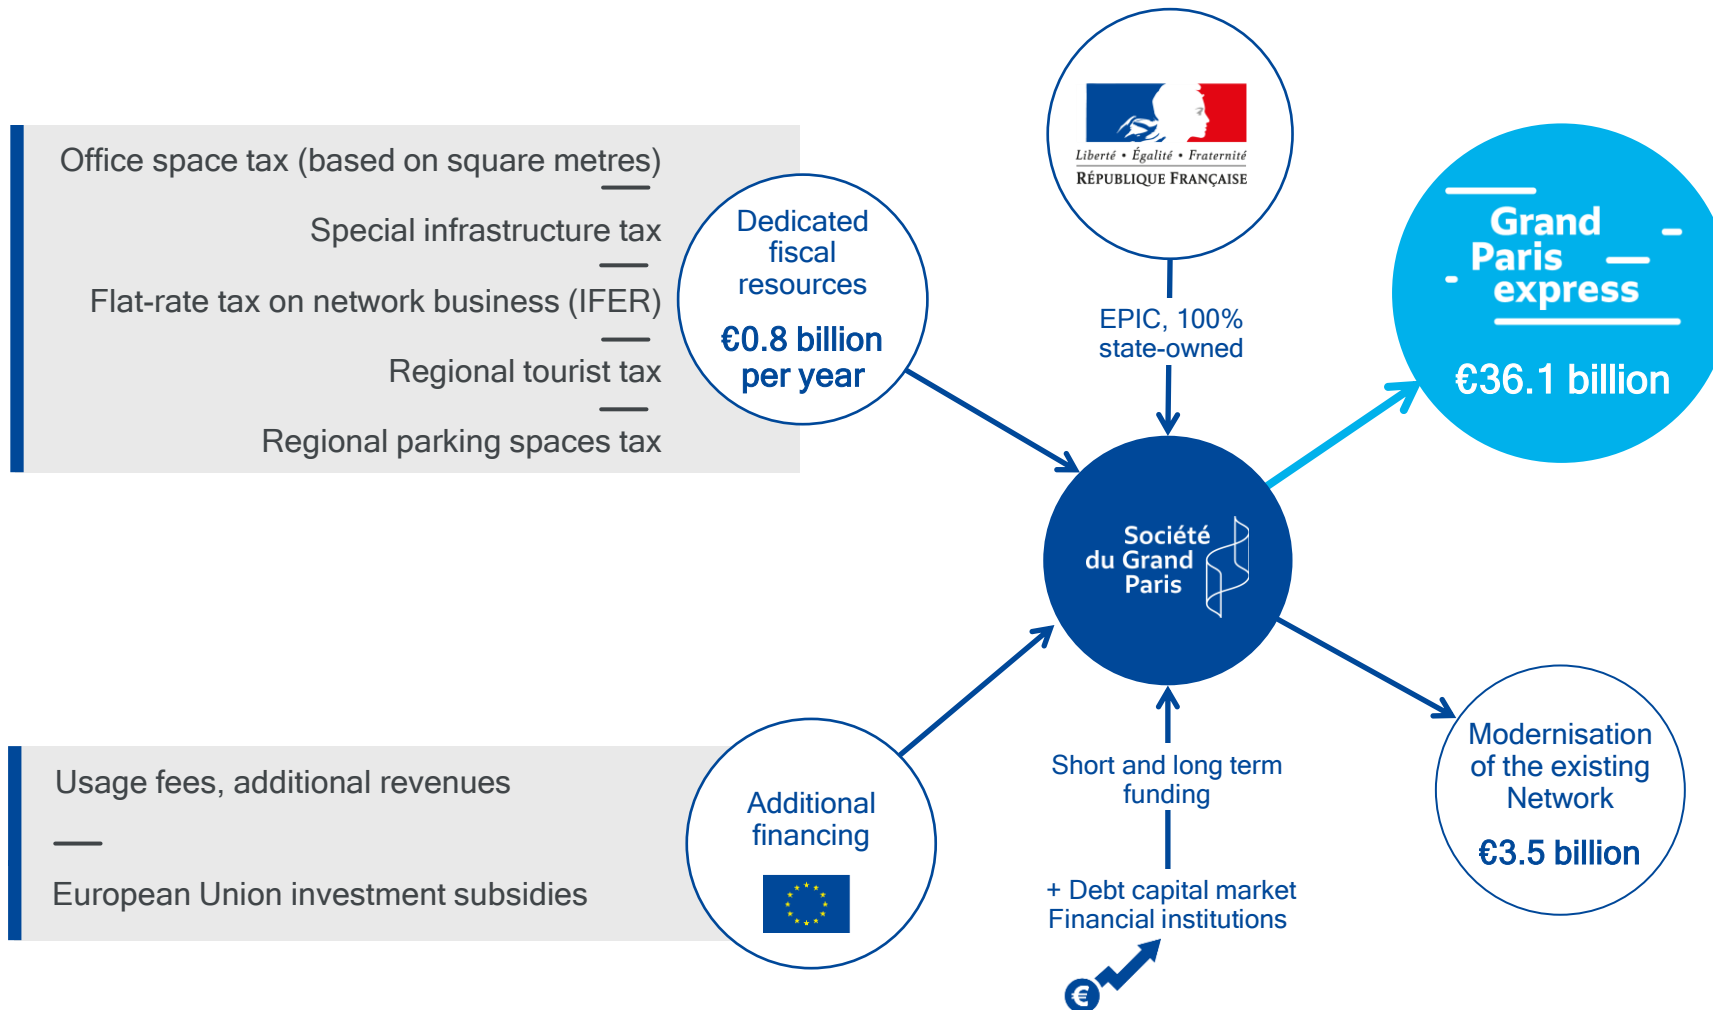 Office space tax (based on square metres)
Special infrastructure tax
Flat-rate tax on network business (IFER)
Regional tourist tax
Regional parking spaces tax
Dedicated
fiscal
resources
€0.8 billion
per year
Liberté • Égalité • Fraternité
RÉPUBLIQUE FRANÇAISE
EPIC, 100%
state-owned
Grand
Paris
express
€36.1 billion
Société
du Grand
Paris
Usage fees, additional revenues
European Union investment subsidies
Additional
financing
Short and long term
funding
+ Debt capital market
Financial institutions
€
Modernisation
of the existing
Network
€3.5 billion